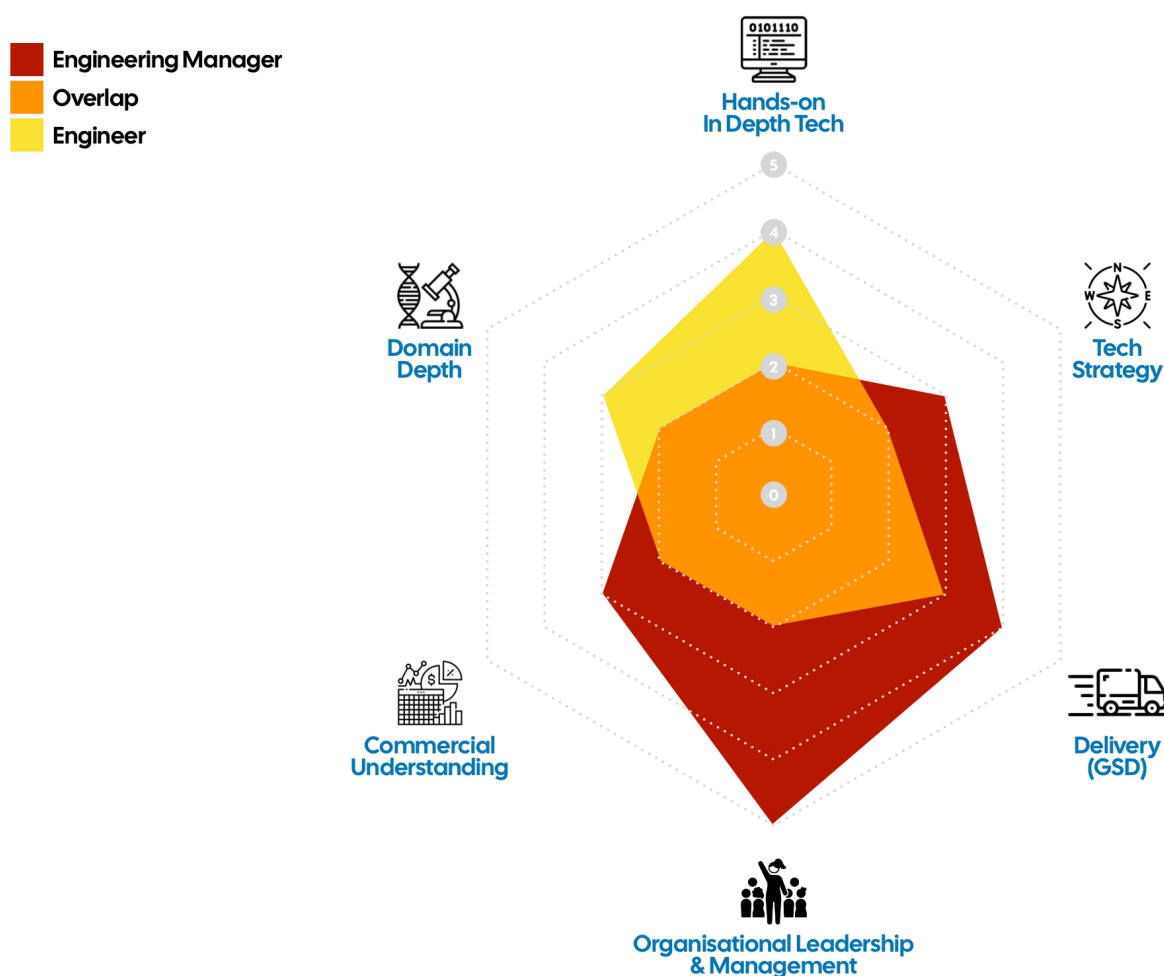 Engineering Manager
Overlap
Engineer
0101110
Hands-on
In Depth Tech
5
4
3
2
1
0
Domain
Depth
N
W E
S
Tech
Strategy
$
%
Commercial
Understanding
Delivery
(GSD)
Organisational Leadership
& Management